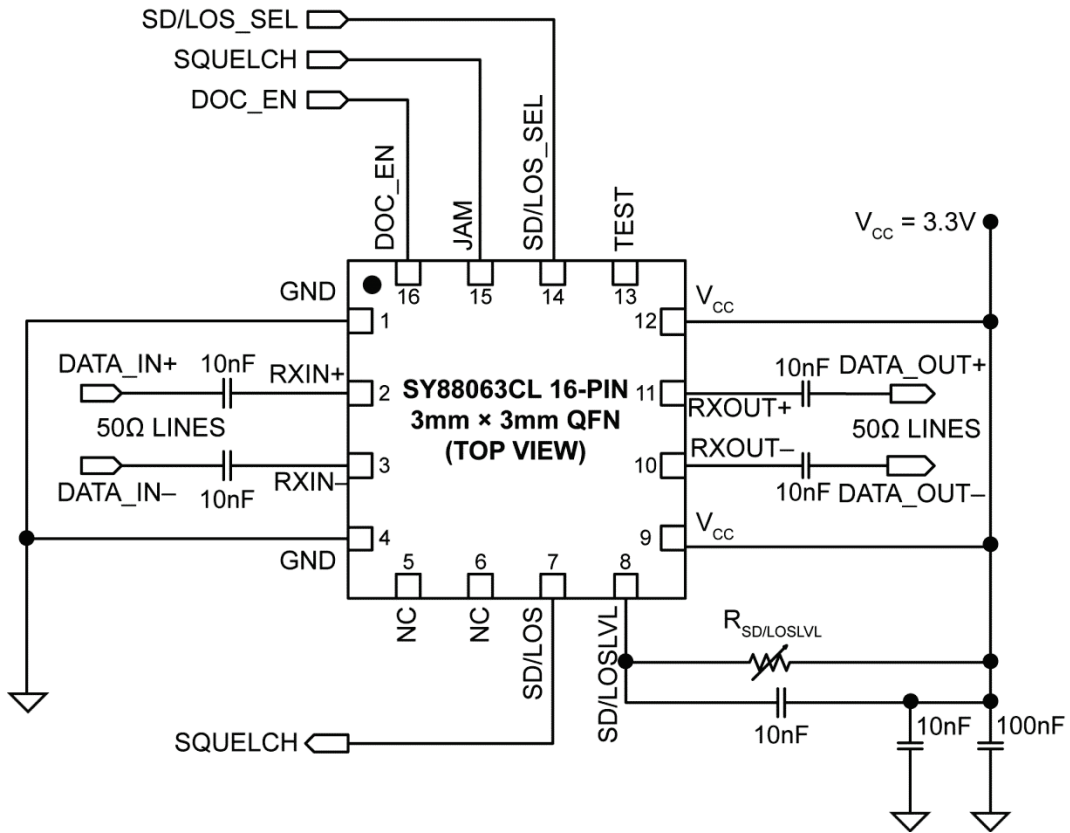 SD/LOS_SEL
SQUELCH
DOC_EN
DOC_EN
JAM
SD/LOS_SEL
TEST
V_CC = 3.3V
GND
16
15
14
13
V_CC
1
12
DATA_IN+
10nF
RXIN+
2
SY88063CL 16-PIN
3mm × 3mm QFN
(TOP VIEW)
11
RXOUT+
10nF
DATA_OUT+
50Ω LINES
50Ω LINES
DATA_IN–
10nF
RXIN–
3
10
RXOUT–
10nF
DATA_OUT–
GND
4
9
V_CC
5
6
7
8
NC
NC
SD/LOS
SD/LOSLVL
R_SD/LOSLVL
10nF
10nF
100nF
SQUELCH